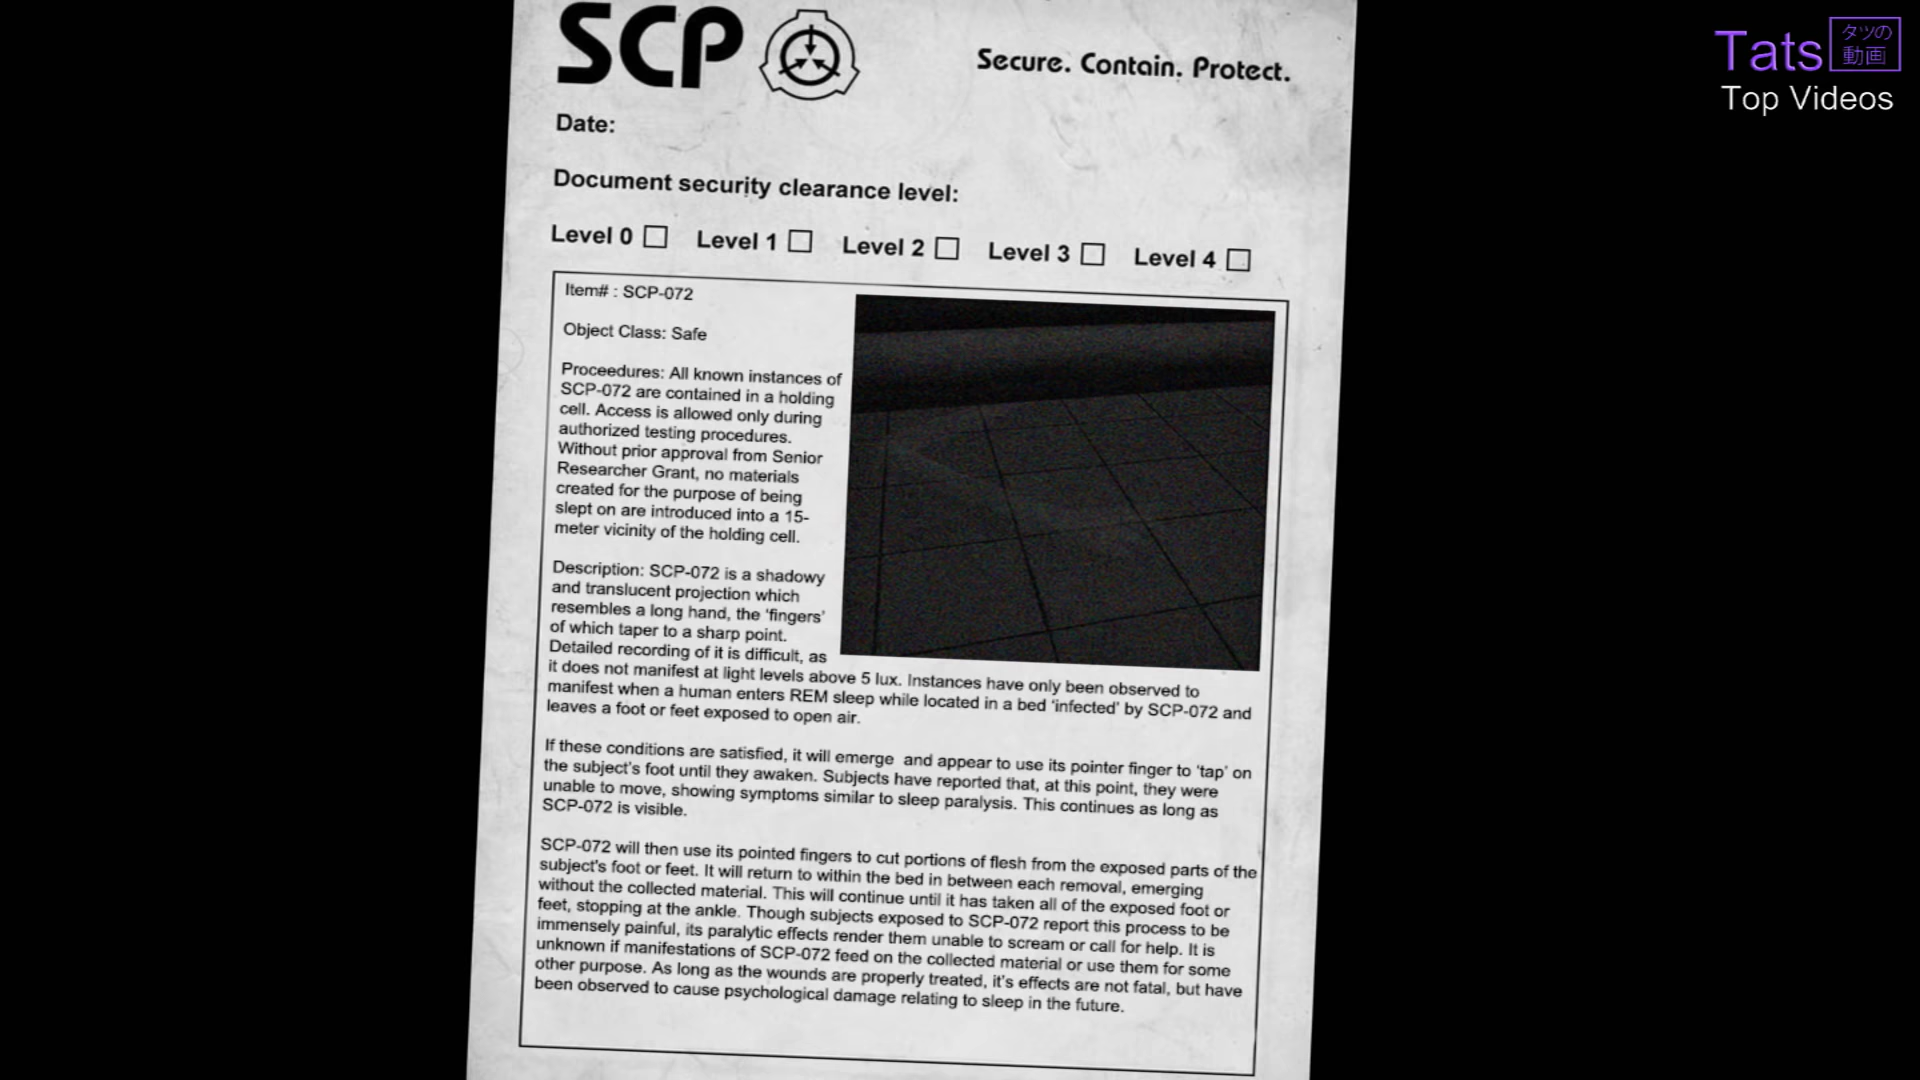 SCP
Secure. Contain. Protect.
Tats
タツの
動画
Top Videos
Date:
Document security clearance level:
Level 0 Level 1 Level 2 Level 3 Level 4
Item# : SCP-072
Object Class: Safe
Proceedures: All known instances of
SCP-072 are contained in a holding
cell. Access is allowed only during
authorized testing procedures.
Without prior approval from Senior
Researcher Grant, no materials
created for the purpose of being
slept on are introduced into a 15-
meter vicinity of the holding cell.
Description: SCP-072 is a shadowy
and translucent projection which
resembles a long hand, the 'fingers'
of which taper to a sharp point.
Detailed recording of it is difficult, as
it does not manifest at light levels above 5 lux. Instances have only been observed to
manifest when a human enters REM sleep while located in a bed 'infected' by SCP-072 and
leaves a foot or feet exposed to open air.
If these conditions are satisfied, it will emerge  and appear to use its pointer finger to 'tap' on
the subject's foot until they awaken. Subjects have reported that, at this point, they were
unable to move, showing symptoms similar to sleep paralysis. This continues as long as
SCP-072 is visible.
SCP-072 will then use its pointed fingers to cut portions of flesh from the exposed parts of the
subject's foot or feet. It will return to within the bed in between each removal, emerging
without the collected material. This will continue until it has taken all of the exposed foot or
feet, stopping at the ankle. Though subjects exposed to SCP-072 report this process to be
immensely painful, its paralytic effects render them unable to scream or call for help. It is
unknown if manifestations of SCP-072 feed on the collected material or use them for some
other purpose. As long as the wounds are properly treated, it's effects are not fatal, but have
been observed to cause psychological damage relating to sleep in the future.